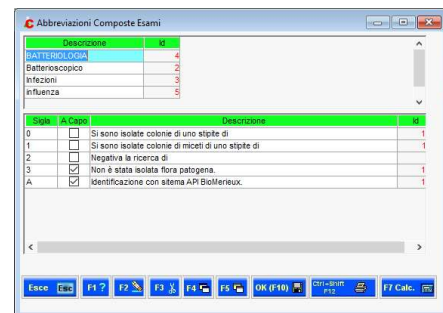 Abbreviazioni Composte Esami
Descrizione Id
BATTERIOLOGIA 4
Batterioscopico 2
Infezioni 3
influenza 5
Sigla A Capo Descrizione Id
0 Si sono isolate colonie di uno stipite di 1
1 Si sono isolate colonie di miceti di uno stipite di 1
2 Negativa la ricerca di
3 Non è stata isolata flora patogena. 1
A Identificazione con sitema API BioMerieux. 1
Esce Esc F1 ? F2 F3 F4 F5 OK (F10) Ctrl-Shift F12 F7 Calc.